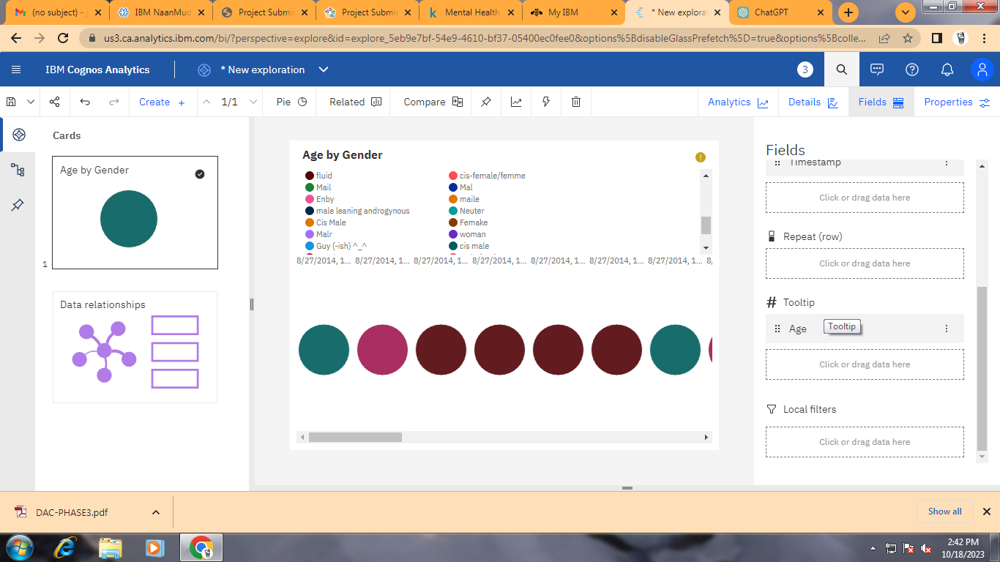 (no subject) - j
IBM NaanMud
Project Submis
Project Submis
Mental Health
My IBM
* New explorat
ChatGPT
us3.ca.analytics.ibm.com/bi/?perspective=explore&id=explore_5eb9e7bf-54e9-4610-bf37-05400ec0fee0&options%5BdisableGlassPrefetch%5D=true&options%5Bcolle...
IBM Cognos Analytics
* New exploration
3
Create +
1/1
Pie
Related
Compare
Analytics
Details
Fields
Properties
Cards
Age by Gender
1
Data relationships
Age by Gender
fluid
cis-female/femme
Mail
Mal
Enby
maile
male leaning androgynous
Neuter
Cis Male
Femake
Malr
woman
Guy (-ish) ^_^
cis male
8/27/2014, 1... 8/27/2014, 1... 8/27/2014, 1... 8/27/2014, 1... 8/27/2014, 1... 8/27/2014, 1... 8/27/2014, 1... 8/
Fields
Timestamp
Click or drag data here
Repeat (row)
Click or drag data here
# Tooltip
Age
Tooltip
Click or drag data here
Local filters
Click or drag data here
DAC-PHASE3.pdf
Show all
2:42 PM
10/18/2023